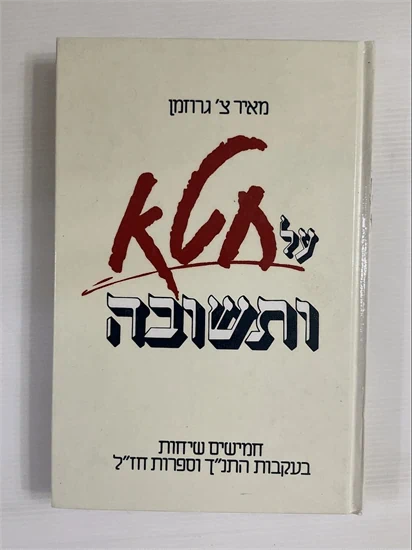 מאיר צ' גרוזמן
על חטא
ותשובה
חמישים שיחות
בעקבות התנ"ך וספרות חז"ל